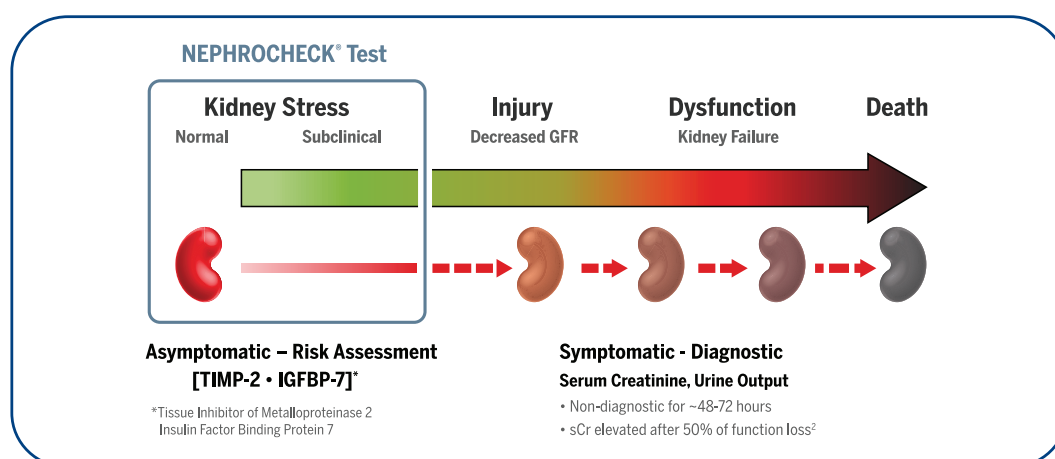 NEPHROCHECK® Test
Kidney Stress
Normal
Subclinical
Injury
Decreased GFR
Dysfunction
Kidney Failure
Death
Asymptomatic – Risk Assessment
[TIMP-2 • IGFBP-7]*
*Tissue Inhibitor of Metalloproteinase 2
Insulin Factor Binding Protein 7
Symptomatic - Diagnostic
Serum Creatinine, Urine Output
• Non-diagnostic for ~48-72 hours
• sCr elevated after 50% of function loss²